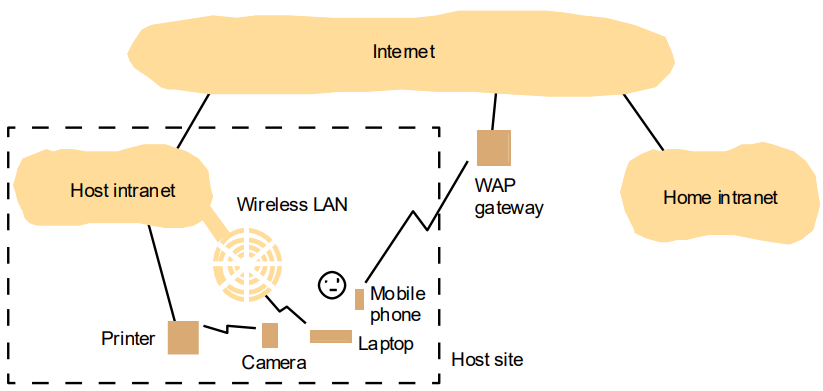 Internet
Host intranet
Wireless LAN
WAP
gateway
Home intranet
Mobile
phone
Printer
Camera
Laptop
Host site